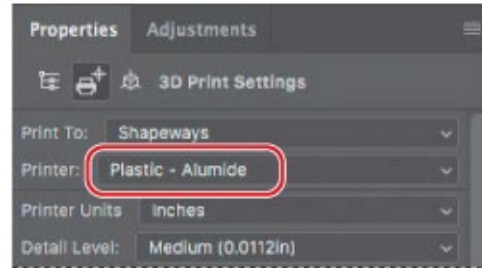 Properties Adjustments
3D Print Settings
Print To: Shapeways
Printer: Plastic - Alumide
Printer Units Inches
Detail Level: Medium (0.0112in)